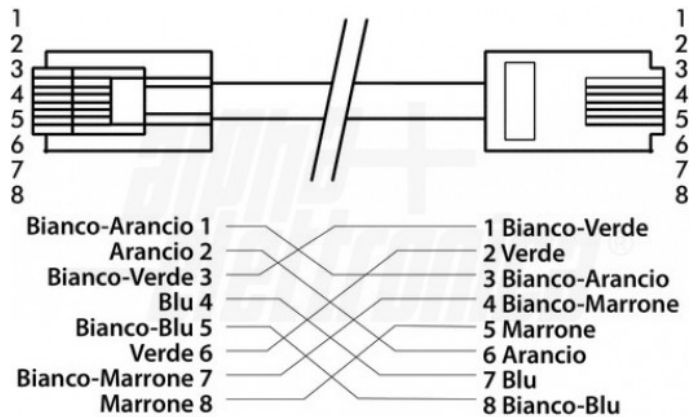 1 1
2 2
3 3
4 4
5 5
6 6
7 7
8 8
alpha elettronica®
Bianco-Arancio 1 1 Bianco-Verde
Arancio 2 2 Verde
Bianco-Verde 3 3 Bianco-Arancio
Blu 4 4 Bianco-Marrone
Bianco-Blu 5 5 Marrone
Verde 6 6 Arancio
Bianco-Marrone 7 7 Blu
Marrone 8 8 Bianco-Blu